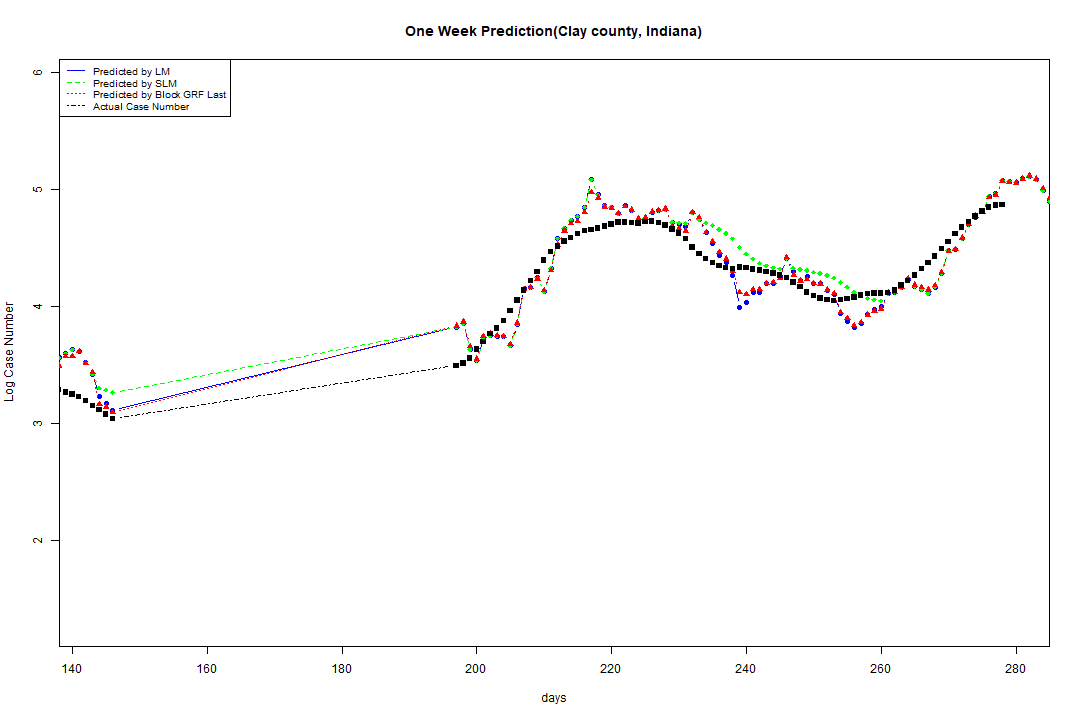 One Week Prediction(Clay county, Indiana)
Predicted by LM
Predicted by SLM
Predicted by Block GRF Last
Actual Case Number
6
5
4
3
2
Log Case Number
140 160 180 200 220 240 260 280
days